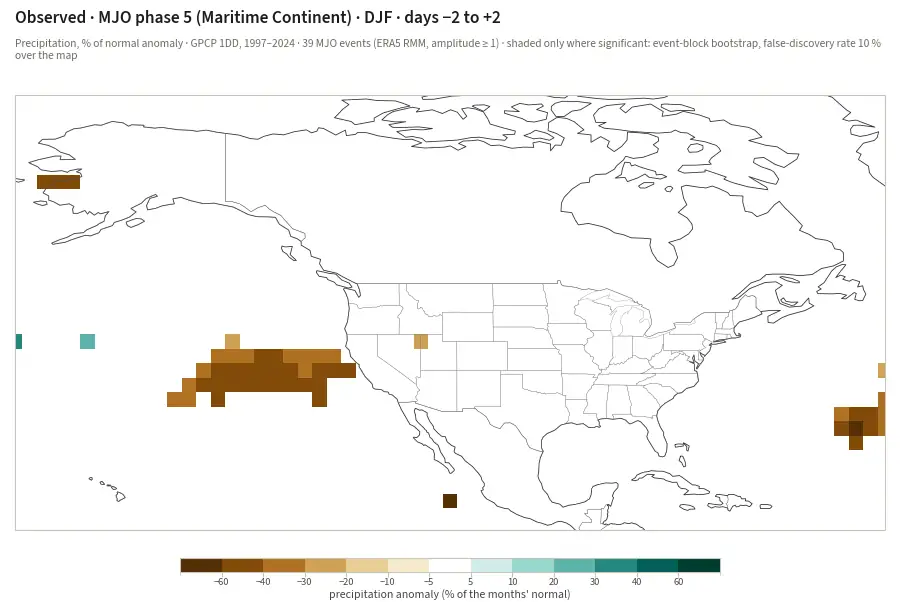 Observed · MJO phase 5 (Maritime Continent) · DJF · days −2 to +2
Precipitation, % of normal anomaly · GPCP 1DD, 1997–2024 · 39 MJO events (ERA5 RMM, amplitude ≥ 1) · shaded only where significant: event-block bootstrap, false-discovery rate 10 %
over the map
−60 −40 −30 −20 −10 −5 5 10 20 30 40 60
precipitation anomaly (% of the months' normal)